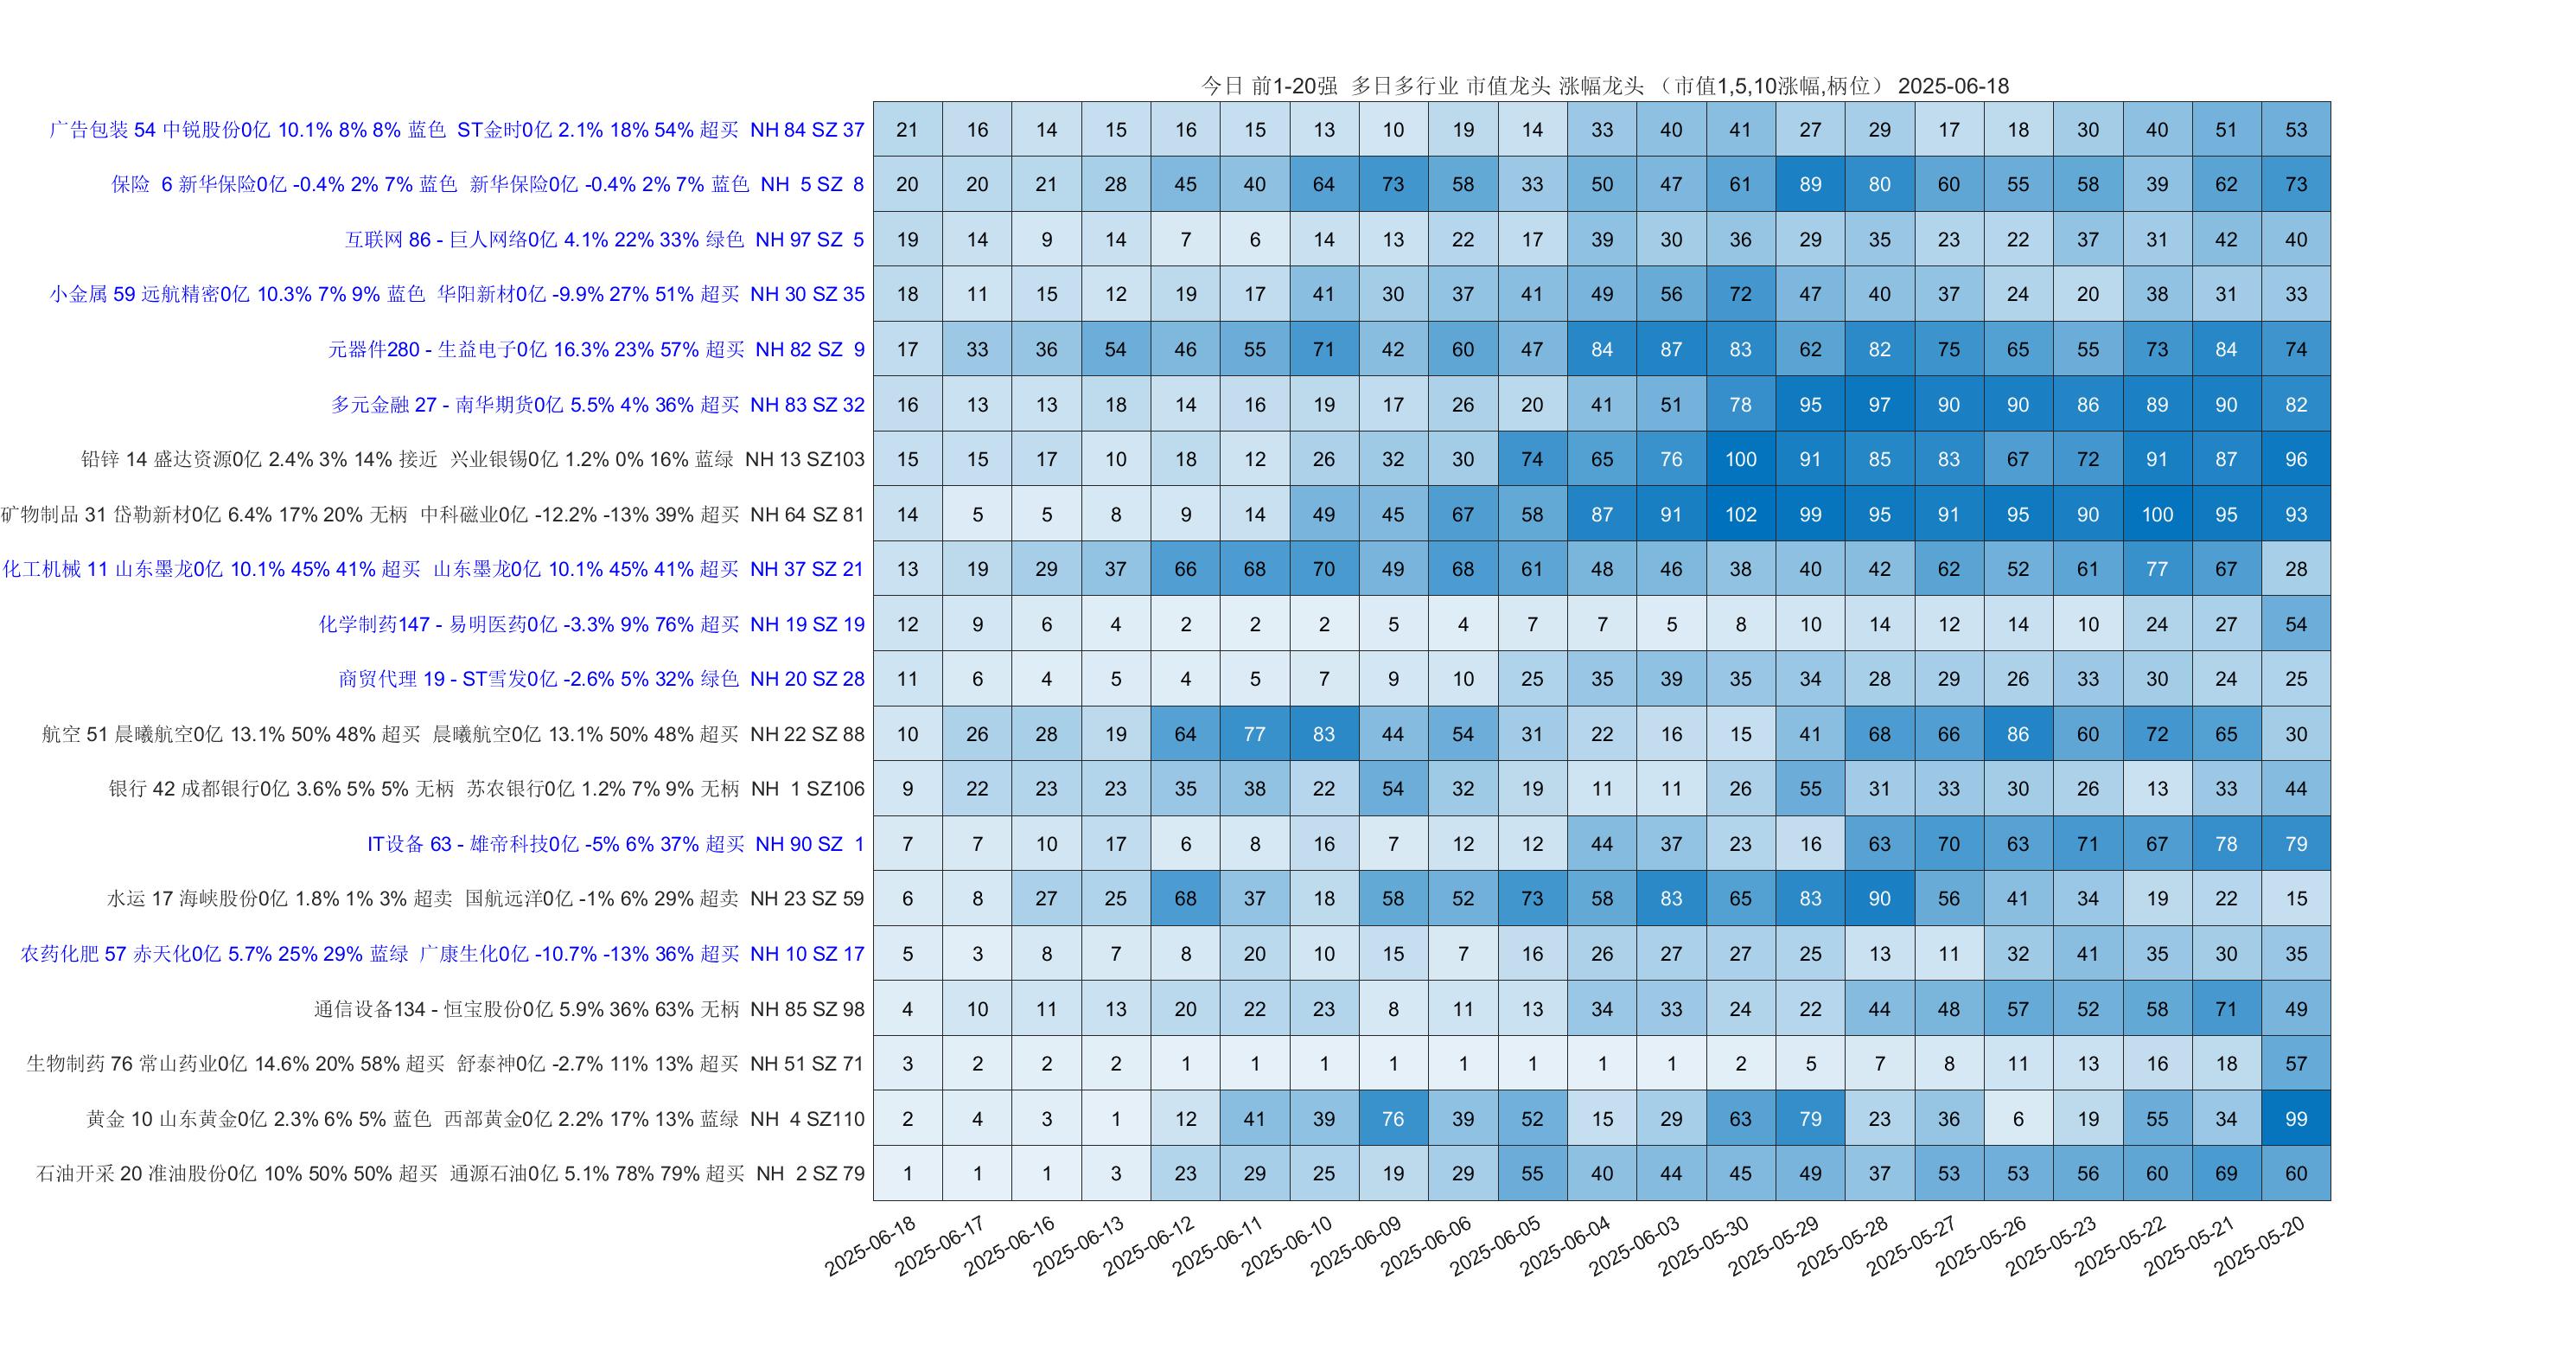 今日 前1-20强 多日多行业 市值龙头 涨幅龙头 （市值1,5,10涨幅,柄位） 2025-06-18
广告包装 54 中锐股份0亿 10.1% 8% 8% 蓝色 ST金时0亿 2.1% 18% 54% 超买 NH 84 SZ 37 21 16 14 15 16 15 13 10 19 14 33 40 41 27 29 17 18 30 40 51 53
保险 6 新华保险0亿 -0.4% 2% 7% 蓝色 新华保险0亿 -0.4% 2% 7% 蓝色 NH 5 SZ 8 20 20 21 28 45 40 64 73 58 33 50 47 61 89 80 60 55 58 39 62 73
互联网 86 - 巨人网络0亿 4.1% 22% 33% 绿色 NH 97 SZ 5 19 14 9 14 7 6 14 13 22 17 39 30 36 29 35 23 22 37 31 42 40
小金属 59 远航精密0亿 10.3% 7% 9% 蓝色 华阳新材0亿 -9.9% 27% 51% 超买 NH 30 SZ 35 18 11 15 12 19 17 41 30 37 41 49 56 72 47 40 37 24 20 38 31 33
元器件280 - 生益电子0亿 16.3% 23% 57% 超买 NH 82 SZ 9 17 33 36 54 46 55 71 42 60 47 84 87 83 62 82 75 65 55 73 84 74
多元金融 27 - 南华期货0亿 5.5% 4% 36% 超买 NH 83 SZ 32 16 13 13 18 14 16 19 17 26 20 41 51 78 95 97 90 90 86 89 90 82
铅锌 14 盛达资源0亿 2.4% 3% 14% 接近 兴业银锡0亿 1.2% 0% 16% 蓝绿 NH 13 SZ103 15 15 17 10 18 12 26 32 30 74 65 76 100 91 85 83 67 72 91 87 96
矿物制品 31 岱勒新材0亿 6.4% 17% 20% 无柄 中科磁业0亿 -12.2% -13% 39% 超买 NH 64 SZ 81 14 5 5 8 9 14 49 45 67 58 87 91 102 99 95 91 95 90 100 95 93
化工机械 11 山东墨龙0亿 10.1% 45% 41% 超买 山东墨龙0亿 10.1% 45% 41% 超买 NH 37 SZ 21 13 19 29 37 66 68 70 49 68 61 48 46 38 40 42 62 52 61 77 67 28
化学制药147 - 易明医药0亿 -3.3% 9% 76% 超买 NH 19 SZ 19 12 9 6 4 2 2 2 5 4 7 7 5 8 10 14 12 14 10 24 27 54
商贸代理 19 - ST雪发0亿 -2.6% 5% 32% 绿色 NH 20 SZ 28 11 6 4 5 4 5 7 9 10 25 35 39 35 34 28 29 26 33 30 24 25
航空 51 晨曦航空0亿 13.1% 50% 48% 超买 晨曦航空0亿 13.1% 50% 48% 超买 NH 22 SZ 88 10 26 28 19 64 77 83 44 54 31 22 16 15 41 68 66 86 60 72 65 30
银行 42 成都银行0亿 3.6% 5% 5% 无柄 苏农银行0亿 1.2% 7% 9% 无柄 NH 1 SZ106 9 22 23 23 35 38 22 54 32 19 11 11 26 55 31 33 30 26 13 33 44
IT设备 63 - 雄帝科技0亿 -5% 6% 37% 超买 NH 90 SZ 1 7 7 10 17 6 8 16 7 12 12 44 37 23 16 63 70 63 71 67 78 79
水运 17 海峡股份0亿 1.8% 1% 3% 超卖 国航远洋0亿 -1% 6% 29% 超卖 NH 23 SZ 59 6 8 27 25 68 37 18 58 52 73 58 83 65 83 90 56 41 34 19 22 15
农药化肥 57 赤天化0亿 5.7% 25% 29% 蓝绿 广康生化0亿 -10.7% -13% 36% 超买 NH 10 SZ 17 5 3 8 7 8 20 10 15 7 16 26 27 27 25 13 11 32 41 35 30 35
通信设备134 - 恒宝股份0亿 5.9% 36% 63% 无柄 NH 85 SZ 98 4 10 11 13 20 22 23 8 11 13 34 33 24 22 44 48 57 52 58 71 49
生物制药 76 常山药业0亿 14.6% 20% 58% 超买 舒泰神0亿 -2.7% 11% 13% 超买 NH 51 SZ 71 3 2 2 2 1 1 1 1 1 1 1 1 2 5 7 8 11 13 16 18 57
黄金 10 山东黄金0亿 2.3% 6% 5% 蓝色 西部黄金0亿 2.2% 17% 13% 蓝绿 NH 4 SZ110 2 4 3 1 12 41 39 76 39 52 15 29 63 79 23 36 6 19 55 34 99
石油开采 20 准油股份0亿 10% 50% 50% 超买 通源石油0亿 5.1% 78% 79% 超买 NH 2 SZ 79 1 1 1 3 23 29 25 19 29 55 40 44 45 49 37 53 53 56 60 69 60
2025-06-18 2025-06-17 2025-06-16 2025-06-13 2025-06-12 2025-06-11 2025-06-10 2025-06-09 2025-06-06 2025-06-05 2025-06-04 2025-06-03 2025-05-30 2025-05-29 2025-05-28 2025-05-27 2025-05-26 2025-05-23 2025-05-22 2025-05-21 2025-05-20